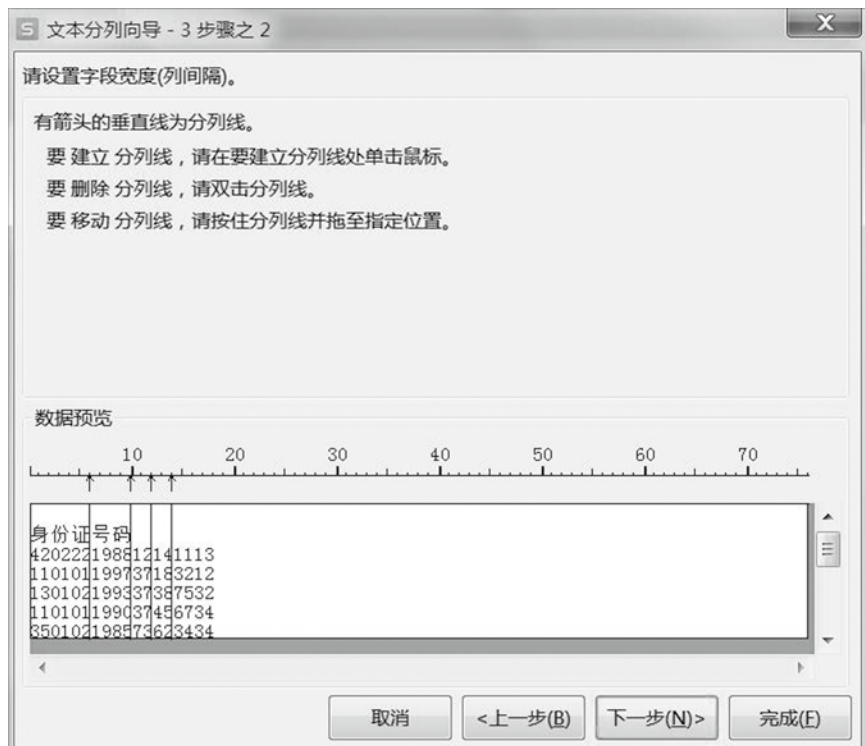 S 文本分列向导 - 3 步骤之 2 X
请设置字段宽度(列间隔)。
有箭头的垂直线为分列线。
要 建立 分列线，请在要建立分列线处单击鼠标。
要 删除 分列线，请双击分列线。
要 移动 分列线，请按住分列线并拖至指定位置。
数据预览
10 20 30 40 50 60 70
身份证号码
420222198812141113
110101199737183212
130102199337387532
110101199037456734
350102198573623434
取消 <上一步(B) 下一步(N)> 完成(F)